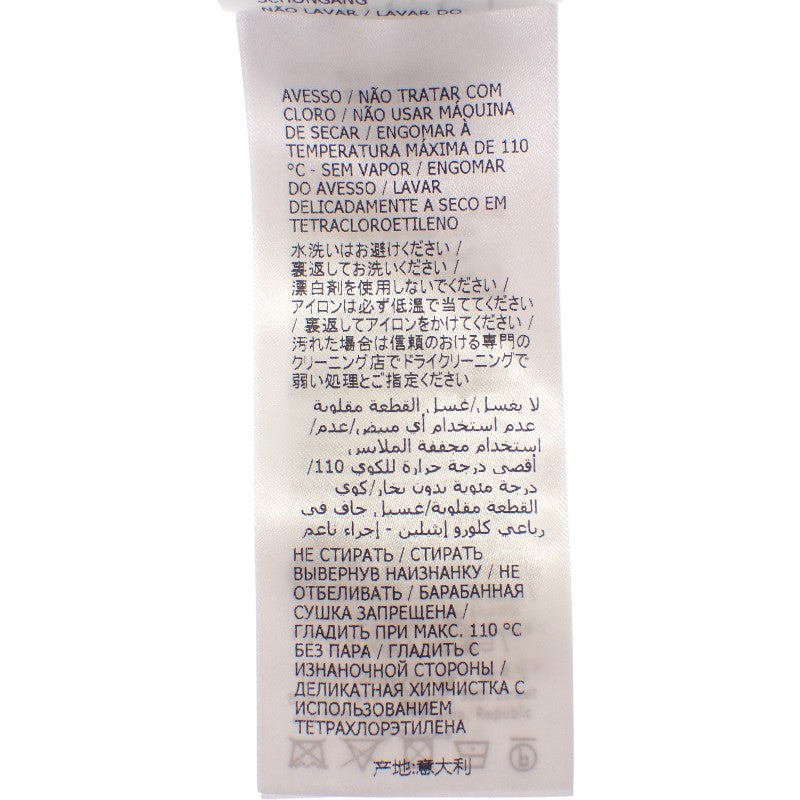 SCHONGANG
NÃO LAVAR / LAVAR DO
AVESSO / NÃO TRATAR COM
CLORO / NÃO USAR MÁQUINA
DE SECAR / ENGOMAR À
TEMPERATURA MÁXIMA DE 110
°C - SEM VAPOR / ENGOMAR
DO AVESSO / LAVAR
DELICADAMENTE A SECO EM
TETRACLOROETILENO
水洗いはお避けください /
裏返してお洗いください /
漂白剤を使用しないでください /
アイロンは必ず低温で当ててください
/ 裏返してアイロンをかけてください /
汚れた場合は信頼のおける専門の
クリーニング店でドライクリーニングで
弱い処理とご指定ください
لا يغسل/غسل القطعة مقلوبة
عدم استخدام أي مبيض/عدم/
إستخدام مجففة الملابس
أقصى درجة حرارة للكوي 110/
درجة مئوية بدون بخار/كوي
القطعة مقلوبة/غسيل جاف في
رباعي كلورو إيثيلين - إجراء ناعم
НЕ СТИРАТЬ / СТИРАТЬ
ВЫВЕРНУВ НАИЗНАНКУ / НЕ
ОТБЕЛИВАТЬ / БАРАБАННАЯ
СУШКА ЗАПРЕЩЕНА /
ГЛАДИТЬ ПРИ МАКС. 110 °C
БЕЗ ПАРА / ГЛАДИТЬ С
ИЗНАНОЧНОЙ СТОРОНЫ /
ДЕЛИКАТНАЯ ХИМЧИСТКА С
ИСПОЛЬЗОВАНИЕМ
ТЕТРАХЛОРЭТИЛЕНА
Republic
P
产地:意大利